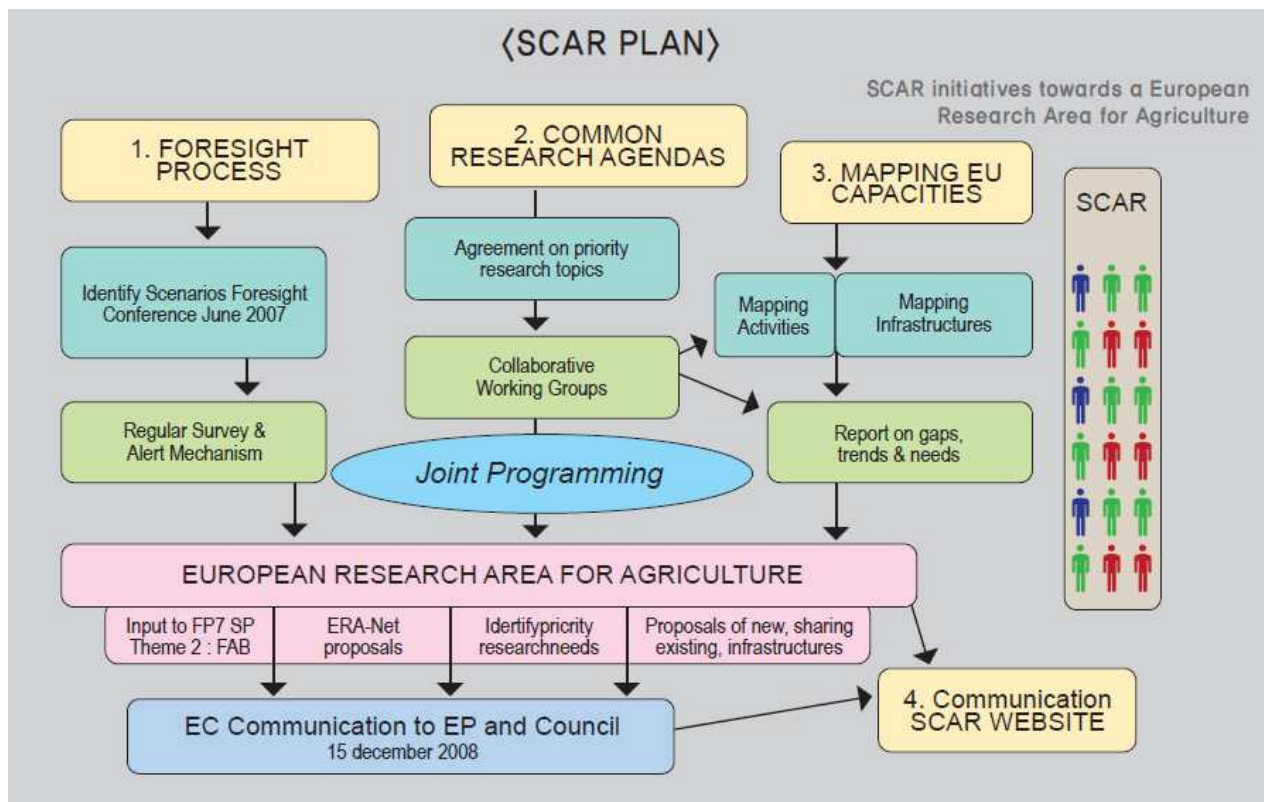 〈SCAR PLAN〉
SCAR initiatives towards a European
Research Area for Agriculture
1. FORESIGHT
PROCESS
2. COMMON
RESEARCH AGENDAS
3. MAPPING EU
CAPACITIES
SCAR
Identify Scenarios Foresight
Conference June 2007
Agreement on priority
research topics
Mapping
Activities
Mapping
Infrastructures
Collaborative
Working Groups
Regular Survey &
Alert Mechanism
Report on gaps,
trends & needs
Joint Programming
EUROPEAN RESEARCH AREA FOR AGRICULTURE
Input to FP7 SP
Theme 2 : FAB
ERA-Net
proposals
Idertifypricrity
researchneeds
Proposals of new, sharing
existing, infrastructures
4. Communication
SCAR WEBSITE
EC Communication to EP and Council
15 december 2008